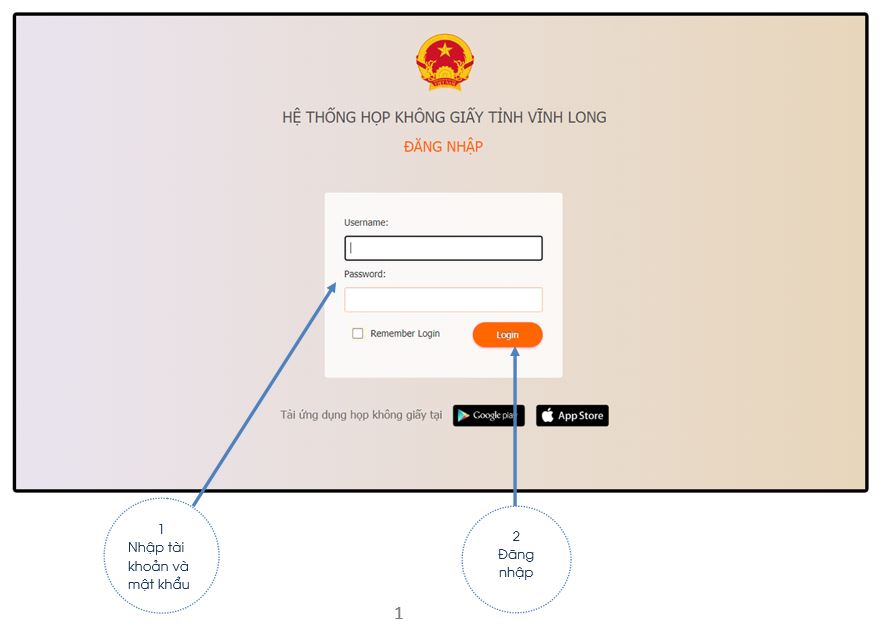 HỆ THỐNG HỌP KHÔNG GIẤY TỈNH VĨNH LONG
ĐĂNG NHẬP
Username:
Password:
Remember Login
Login
Tải ứng dụng họp không giấy tại
Google play
App Store
1
Nhập tài
khoản và
mật khẩu
2
Đăng
nhập
1